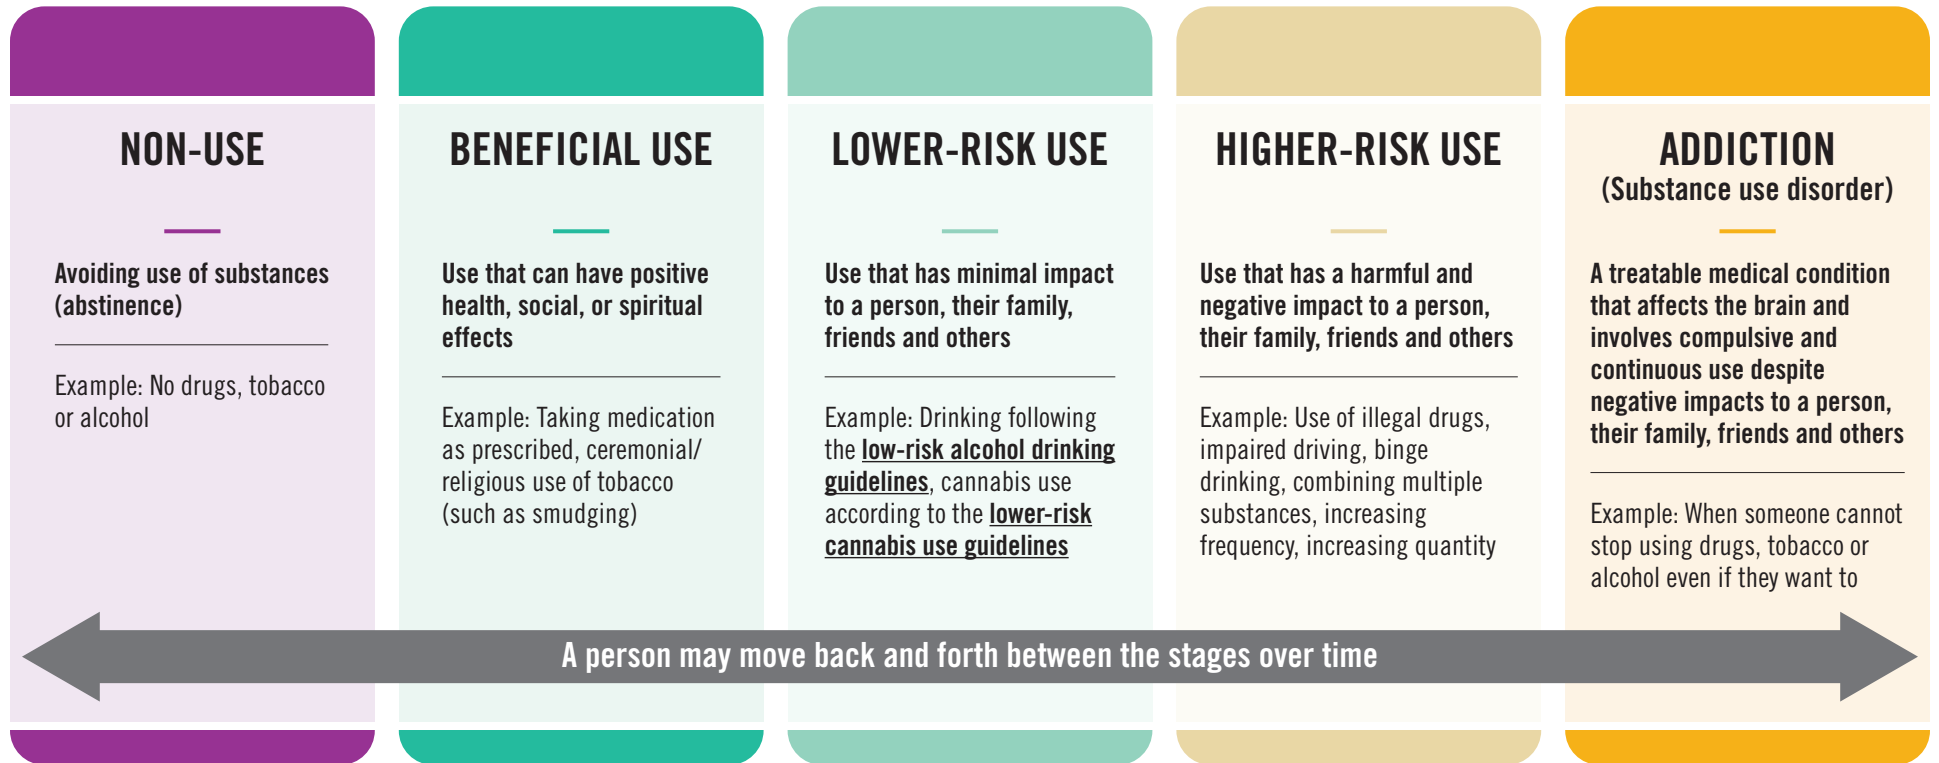 NON-USE
Avoiding use of substances
(abstinence)
Example: No drugs, tobacco
or alcohol
BENEFICIAL USE
Use that can have positive
health, social, or spiritual
effects
Example: Taking medication
as prescribed, ceremonial/
religious use of tobacco
(such as smudging)
LOWER-RISK USE
Use that has minimal impact
to a person, their family,
friends and others
Example: Drinking following
the low-risk alcohol drinking
guidelines, cannabis use
according to the lower-risk
cannabis use guidelines
HIGHER-RISK USE
Use that has a harmful and
negative impact to a person,
their family, friends and others
Example: Use of illegal drugs,
impaired driving, binge
drinking, combining multiple
substances, increasing
frequency, increasing quantity
ADDICTION
(Substance use disorder)
A treatable medical condition
that affects the brain and
involves compulsive and
continuous use despite
negative impacts to a person,
their family, friends and others
Example: When someone cannot
stop using drugs, tobacco or
alcohol even if they want to
A person may move back and forth between the stages over time